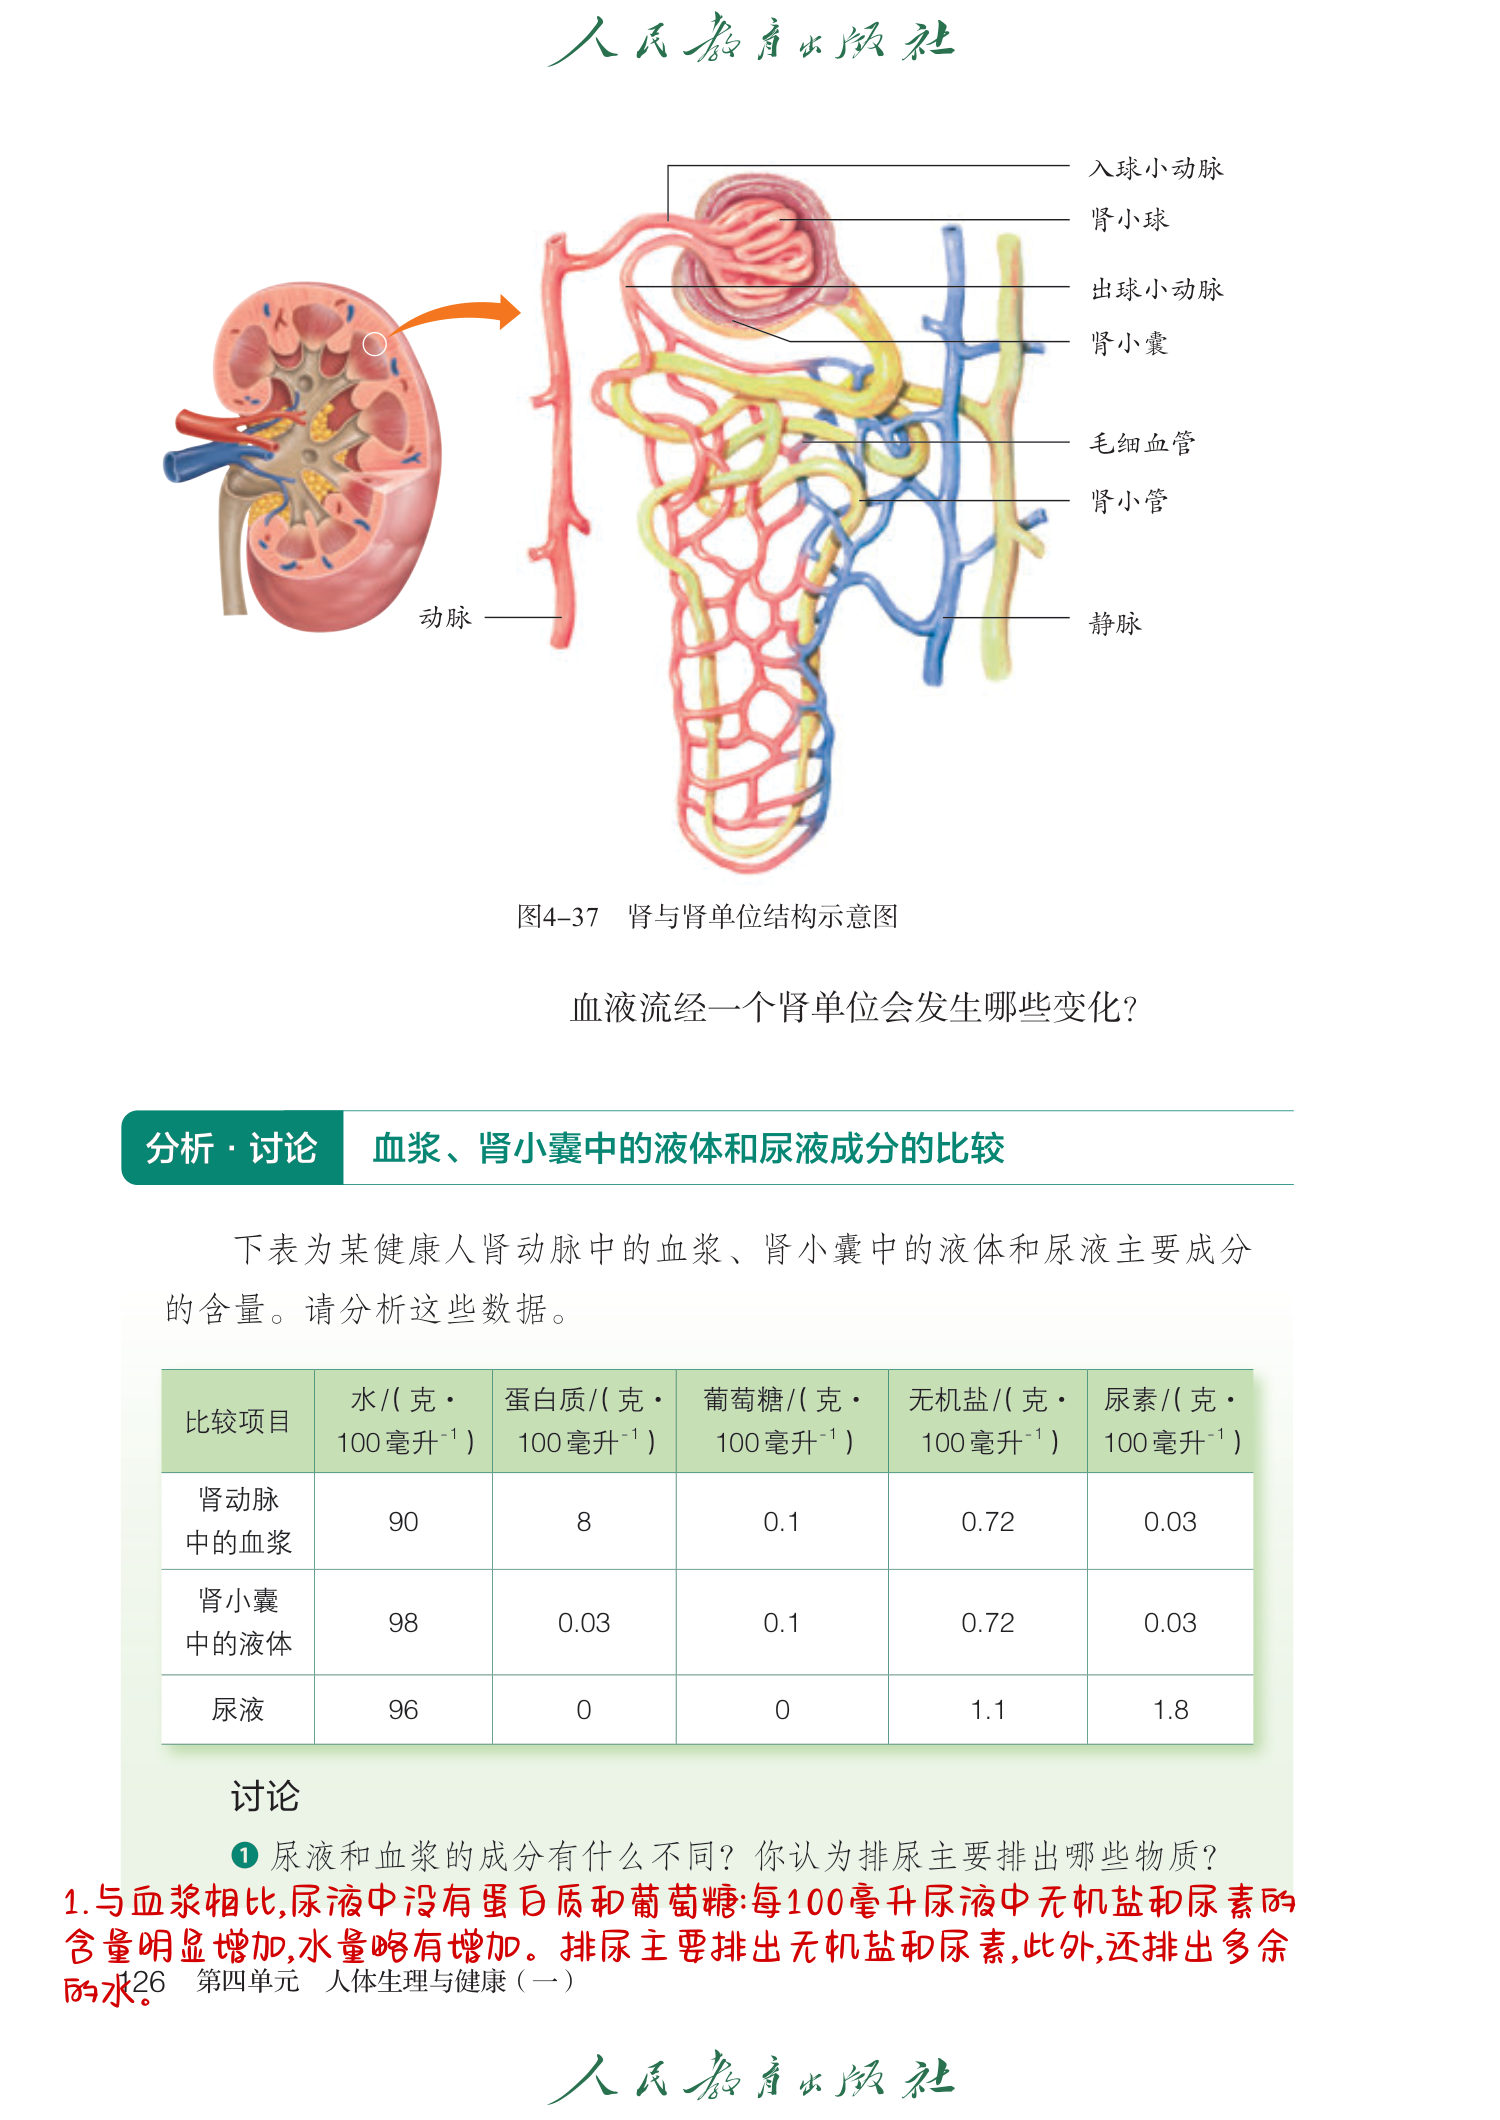 人民教育出版社
入球小动脉
肾小球
出球小动脉
肾小囊
毛细血管
肾小管
动脉
静脉
图4-37 肾与肾单位结构示意图
血液流经一个肾单位会发生哪些变化？
分析·讨论 血浆、肾小囊中的液体和尿液成分的比较
下表为某健康人肾动脉中的血浆、肾小囊中的液体和尿液主要成分
的含量。请分析这些数据。
比较项目 水/(克·100毫升⁻¹) 蛋白质/(克·100毫升⁻¹) 葡萄糖/(克·100毫升⁻¹) 无机盐/(克·100毫升⁻¹) 尿素/(克·100毫升⁻¹)
肾动脉中的血浆 90 8 0.1 0.72 0.03
肾小囊中的液体 98 0.03 0.1 0.72 0.03
尿液 96 0 0 1.1 1.8
讨论
❶ 尿液和血浆的成分有什么不同？你认为排尿主要排出哪些物质？
1.与血浆相比,尿液中没有蛋白质和葡萄糖:每100毫升尿液中无机盐和尿素的
含量明显增加,水量略有增加。排尿主要排出无机盐和尿素,此外,还排出多余
的水。
126 第四单元 人体生理与健康（一）
人民教育出版社